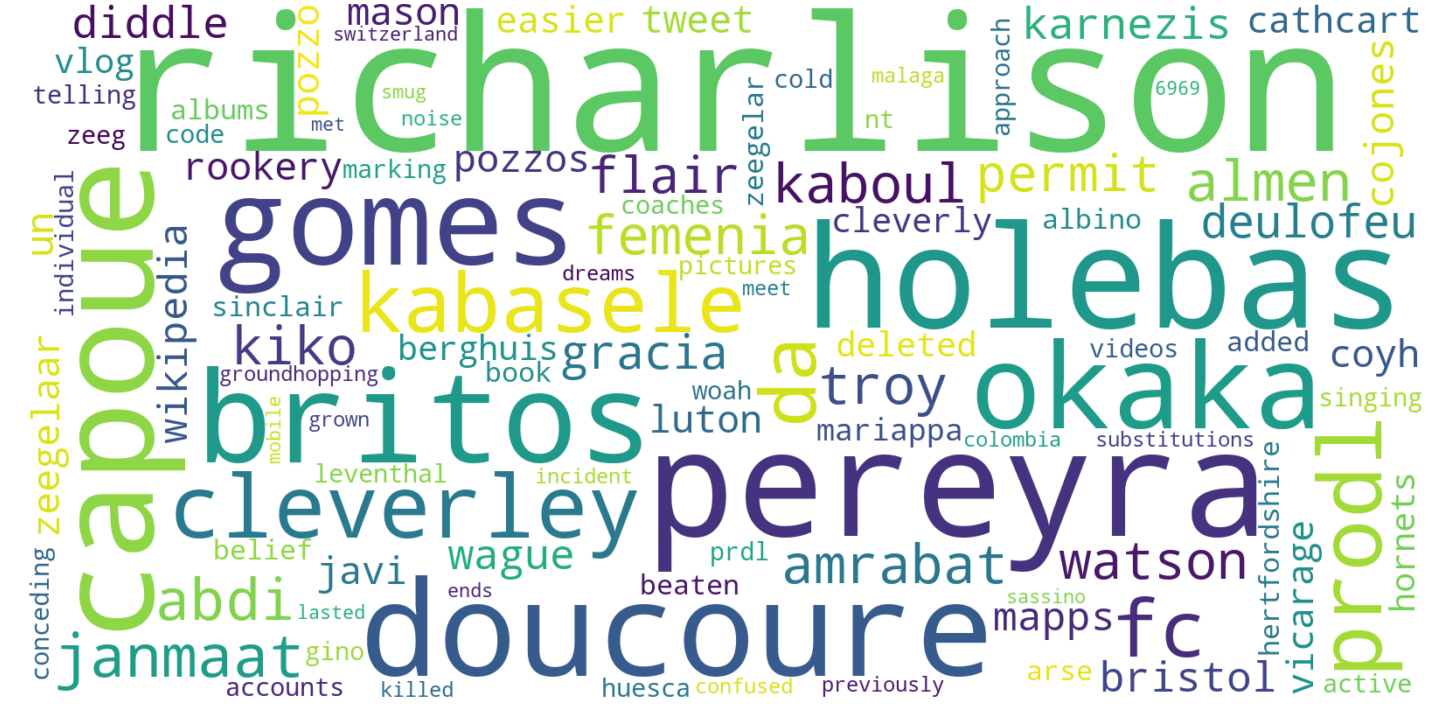 diddle
mason
switzerland
easier
tweet
karnezis
cathcart
richarlison
vlog
telling
zeeg
albums
code
pozzo
met
smug
noise
zeegelar
cold
malaga
nt
approach
6969
cojones
capoue
individual
un
wikipedia
rookery
marking
pozzos
flair
kaboul
permit
almen
gomes
coaches
femenia
cleverly
albino
deulofeu
dreams
pictures
meet
holebas
kabasele
sinclair
kiko
berghuis
gracia
da
deleted
videos
added
coyh
groundhopping
book
woah
troy
okaka
britos
mobile
grown
luton
mariappa
colombia
substitutions
singing
zeegelaar
leventhal
incident
cleverley
pereyra
hertfordshire
prodl
hornets
conceding
belief
javi
wague
prdl
amrabat
watson
vicarage
abdi
lasted
ends
beaten
doucoure
sassino
mapps
fc
janmaat
gino
accounts
killed
huesca
confused
previously
arse
bristol
active